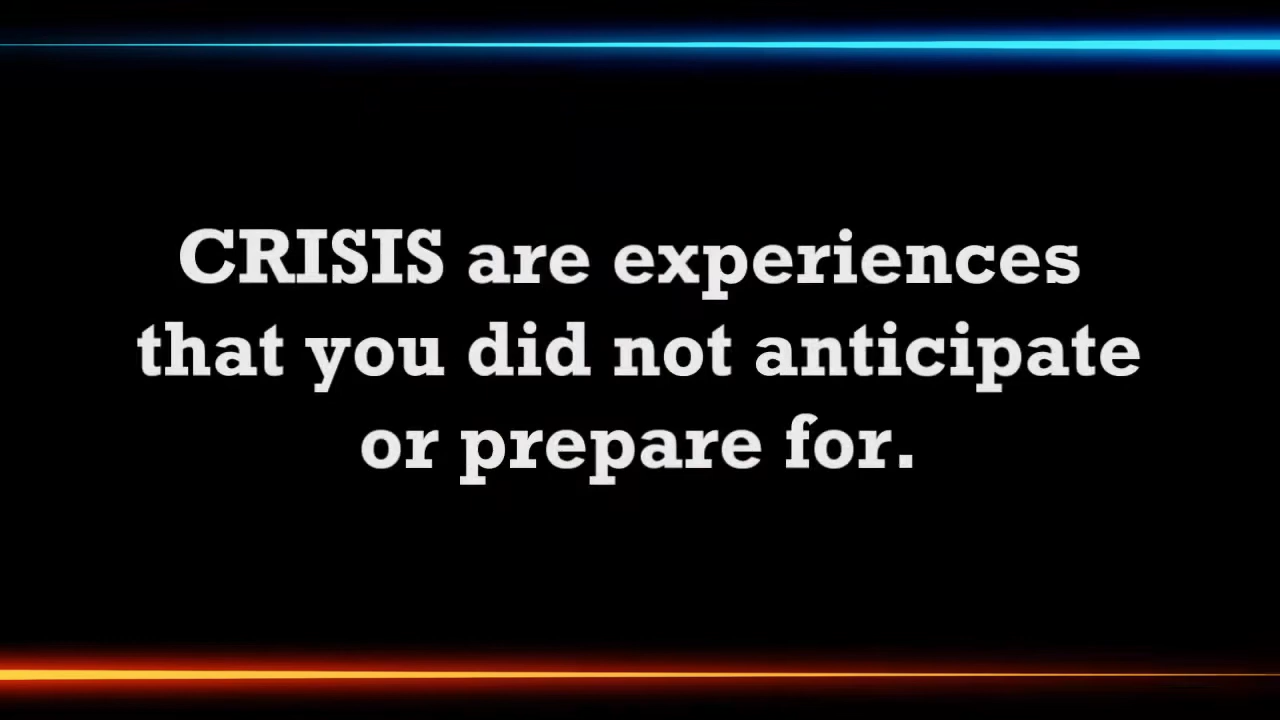 CRISIS are experiences
that you did not anticipate
or prepare for.